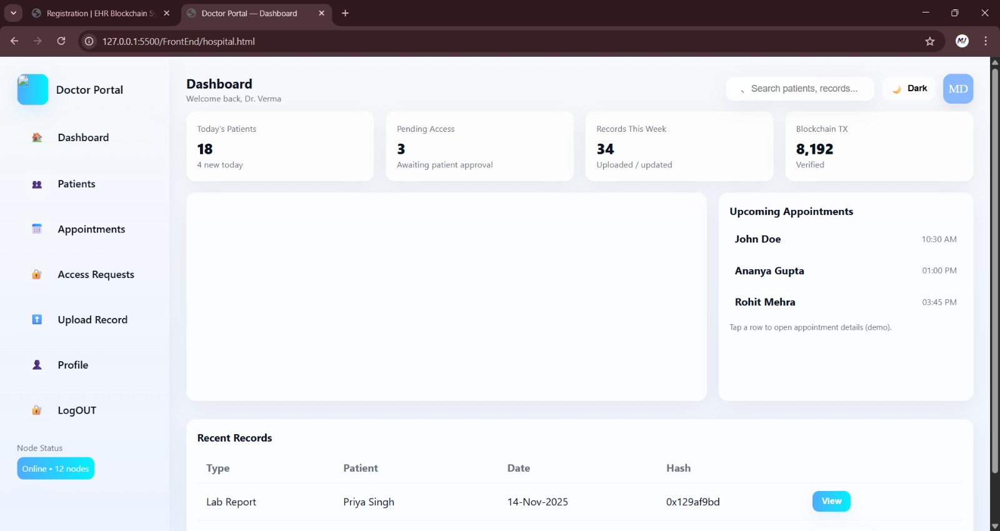 Registration | EHR Blockchain S
Doctor Portal — Dashboard
127.0.0.1:5500/FrontEnd/hospital.html
Doctor Portal
Dashboard
Patients
Appointments
Access Requests
Upload Record
Profile
LogOUT
Node Status
Online • 12 nodes
Dashboard
Welcome back, Dr. Verma
Search patients, records...
Dark
MD
Today's Patients
18
4 new today
Pending Access
3
Awaiting patient approval
Records This Week
34
Uploaded / updated
Blockchain TX
8,192
Verified
Upcoming Appointments
John Doe 10:30 AM
Ananya Gupta 01:00 PM
Rohit Mehra 03:45 PM
Tap a row to open appointment details (demo).
Recent Records
Type Patient Date Hash
Lab Report Priya Singh 14-Nov-2025 0x129af9bd View